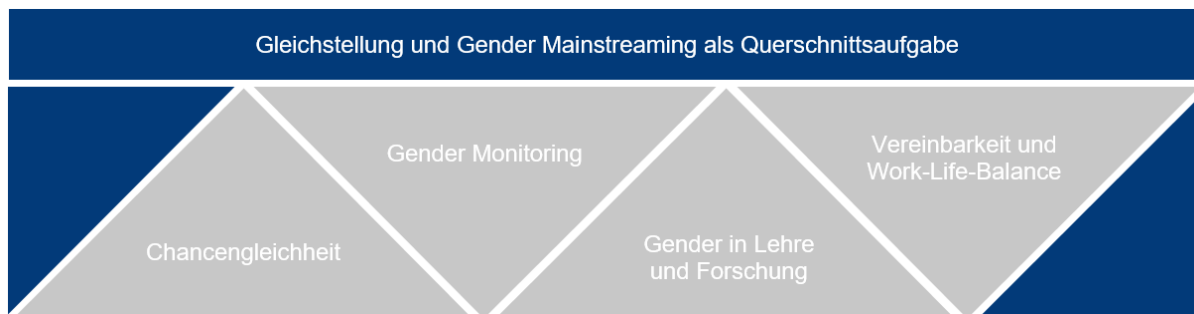 Gleichstellung und Gender Mainstreaming als Querschnittsaufgabe
Chancengleichheit
Gender Monitoring
Gender in Lehre
und Forschung
Vereinbarkeit und
Work-Life-Balance